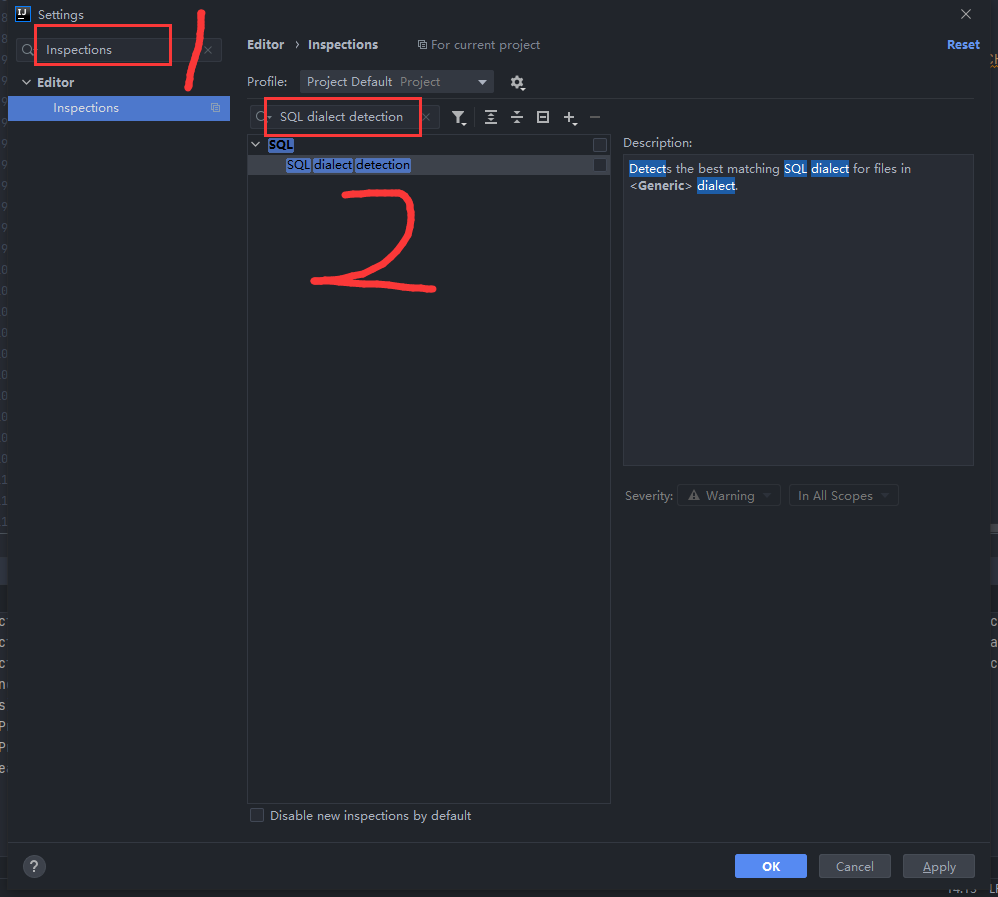 Settings
Inspections
Editor › Inspections
For current project
Reset
Editor
Inspections
Profile:
Project Default Project
SQL dialect detection
SQL
SQL dialect detection
Description:
Detects the best matching SQL dialect for files in
<Generic> dialect.
1
2
Severity:
Warning
In All Scopes
Disable new inspections by default
?
OK
Cancel
Apply